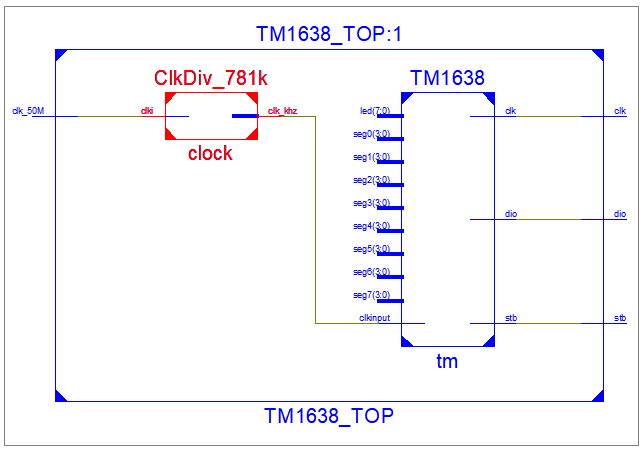 TM1638_TOP:1
ClkDiv_781k
TM1638
clk_50M
clki
clk_khz
clock
led(7:0)
seg0(3:0)
seg1(3:0)
seg2(3:0)
seg3(3:0)
seg4(3:0)
seg5(3:0)
seg6(3:0)
seg7(3:0)
clkinput
clk
clk
dio
dio
stb
stb
tm
TM1638_TOP